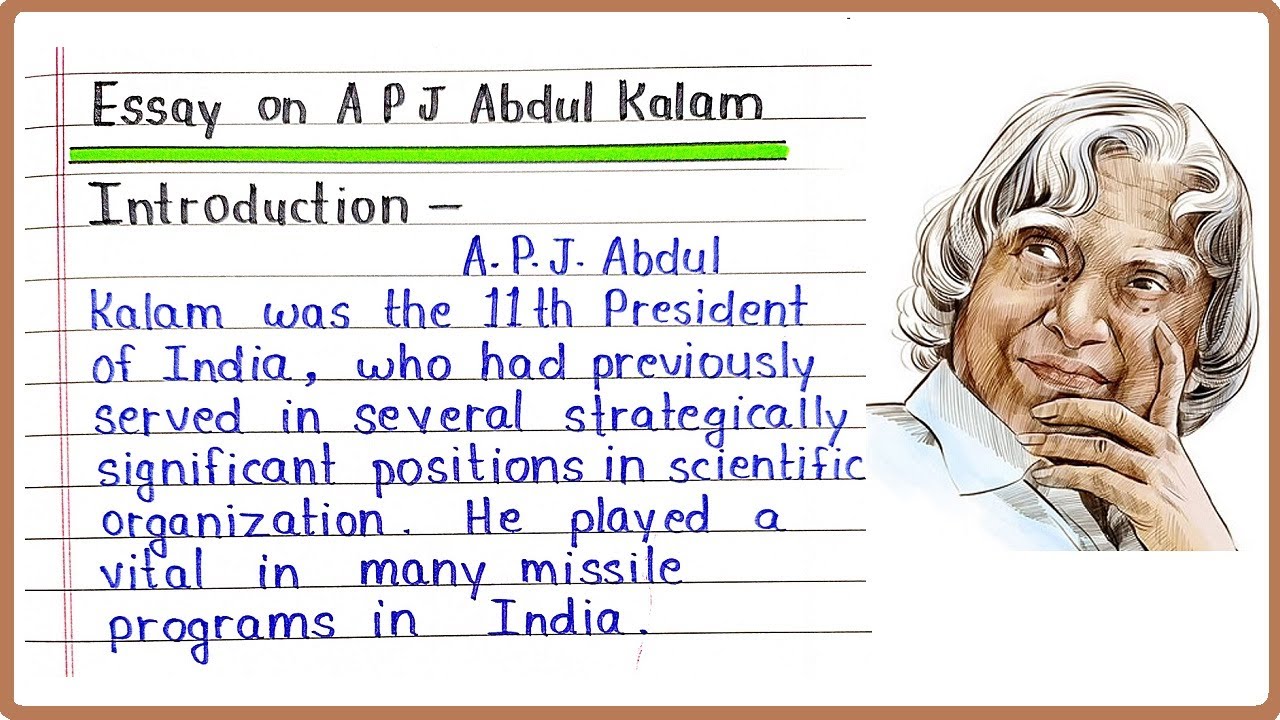 Essay on A P J Abdul Kalam
Introduction –
A. P. J. Abdul
Kalam was the 11th President
of India, who had previously
served in several strategically
significant positions in scientific
organization. He played a
vital in many missile
programs in India.